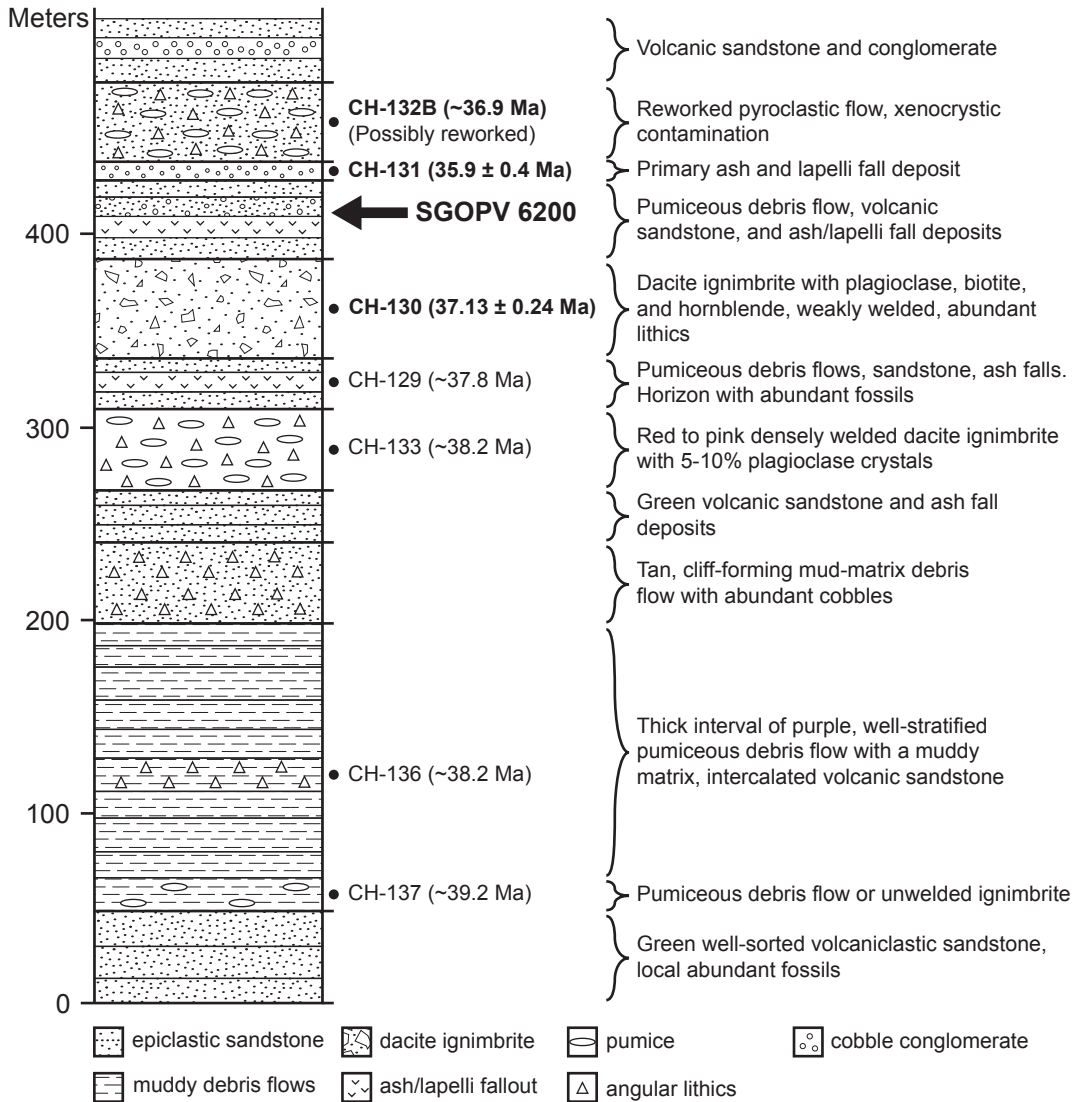 Meters
400
300
200
100
0
CH-132B (~36.9 Ma)
(Possibly reworked)
CH-131 (35.9 ± 0.4 Ma)
SGOPV 6200
CH-130 (37.13 ± 0.24 Ma)
CH-129 (~37.8 Ma)
CH-133 (~38.2 Ma)
CH-136 (~38.2 Ma)
CH-137 (~39.2 Ma)
Volcanic sandstone and conglomerate
Reworked pyroclastic flow, xenocrystic
contamination
Primary ash and lapelli fall deposit
Pumiceous debris flow, volcanic
sandstone, and ash/lapelli fall deposits
Dacite ignimbrite with plagioclase, biotite,
and hornblende, weakly welded, abundant
lithics
Pumiceous debris flows, sandstone, ash falls.
Horizon with abundant fossils
Red to pink densely welded dacite ignimbrite
with 5-10% plagioclase crystals
Green volcanic sandstone and ash fall
deposits
Tan, cliff-forming mud-matrix debris
flow with abundant cobbles
Thick interval of purple, well-stratified
pumiceous debris flow with a muddy
matrix, intercalated volcanic sandstone
Pumiceous debris flow or unwelded ignimbrite
Green well-sorted volcaniclastic sandstone,
local abundant fossils
epiclastic sandstone
dacite ignimbrite
pumice
cobble conglomerate
muddy debris flows
ash/lapelli fallout
angular lithics